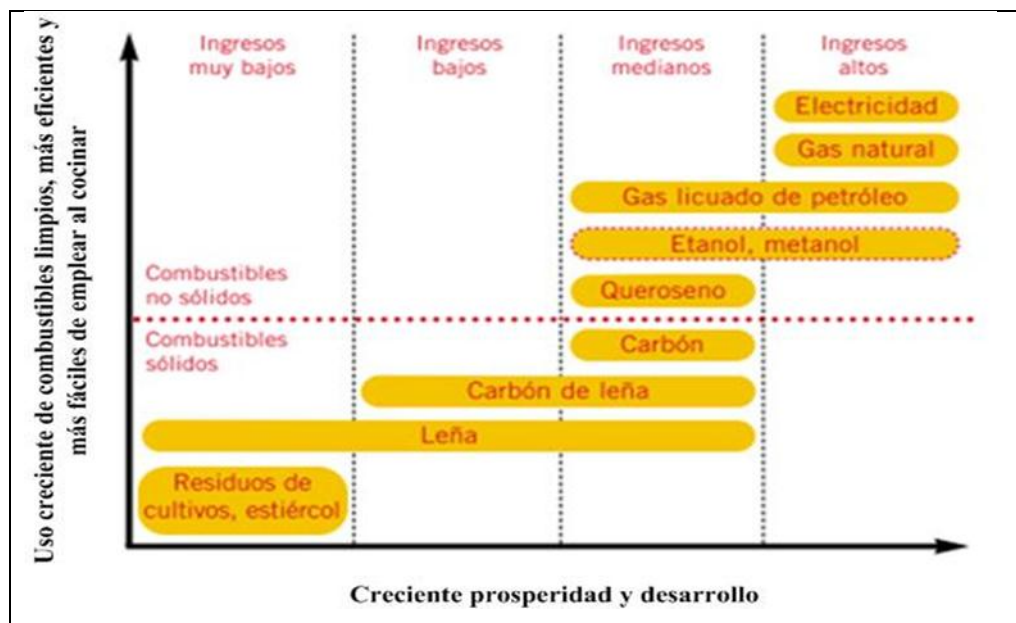 Uso creciente de combustibles limpios, más eficientes y
más fáciles de emplear al cocinar
Ingresos
muy bajos
Ingresos
bajos
Ingresos
medianos
Ingresos
altos
Electricidad
Gas natural
Gas licuado de petróleo
Etanol, metanol
Combustibles
no sólidos
Queroseno
Combustibles
sólidos
Carbón
Carbón de leña
Leña
Residuos de
cultivos, estiércol
Creciente prosperidad y desarrollo